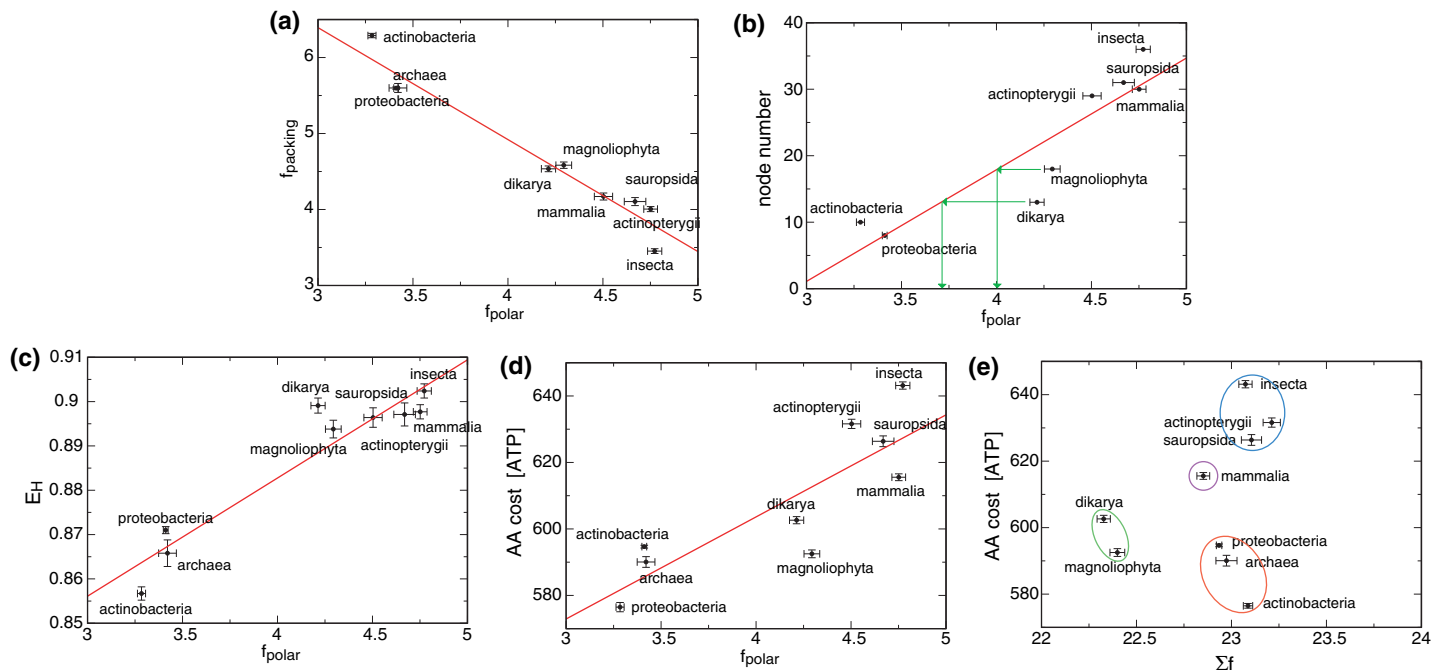 (a)
6
5
4
3
3
3.5
4
4.5
5
f_packing
f_polar
actinobacteria
archaea
proteobacteria
magnoliophyta
dikarya
sauropsida
mammalia
actinopterygii
insecta
(b)
40
30
20
10
0
3
3.5
4
4.5
5
node number
f_polar
insecta
sauropsida
actinopterygii
mammalia
magnoliophyta
dikarya
actinobacteria
proteobacteria
(c)
0.91
0.9
0.89
0.88
0.87
0.86
0.85
3
3.5
4
4.5
5
E_H
f_polar
insecta
dikarya
sauropsida
mammalia
magnoliophyta
actinopterygii
proteobacteria
archaea
actinobacteria
(d)
640
620
600
580
3
3.5
4
4.5
5
AA cost [ATP]
f_polar
insecta
actinopterygii
sauropsida
mammalia
dikarya
actinobacteria
magnoliophyta
archaea
proteobacteria
(e)
640
620
600
580
22
22.5
23
23.5
24
AA cost [ATP]
Σf
insecta
actinopterygii
sauropsida
mammalia
dikarya
proteobacteria
magnoliophyta
archaea
actinobacteria